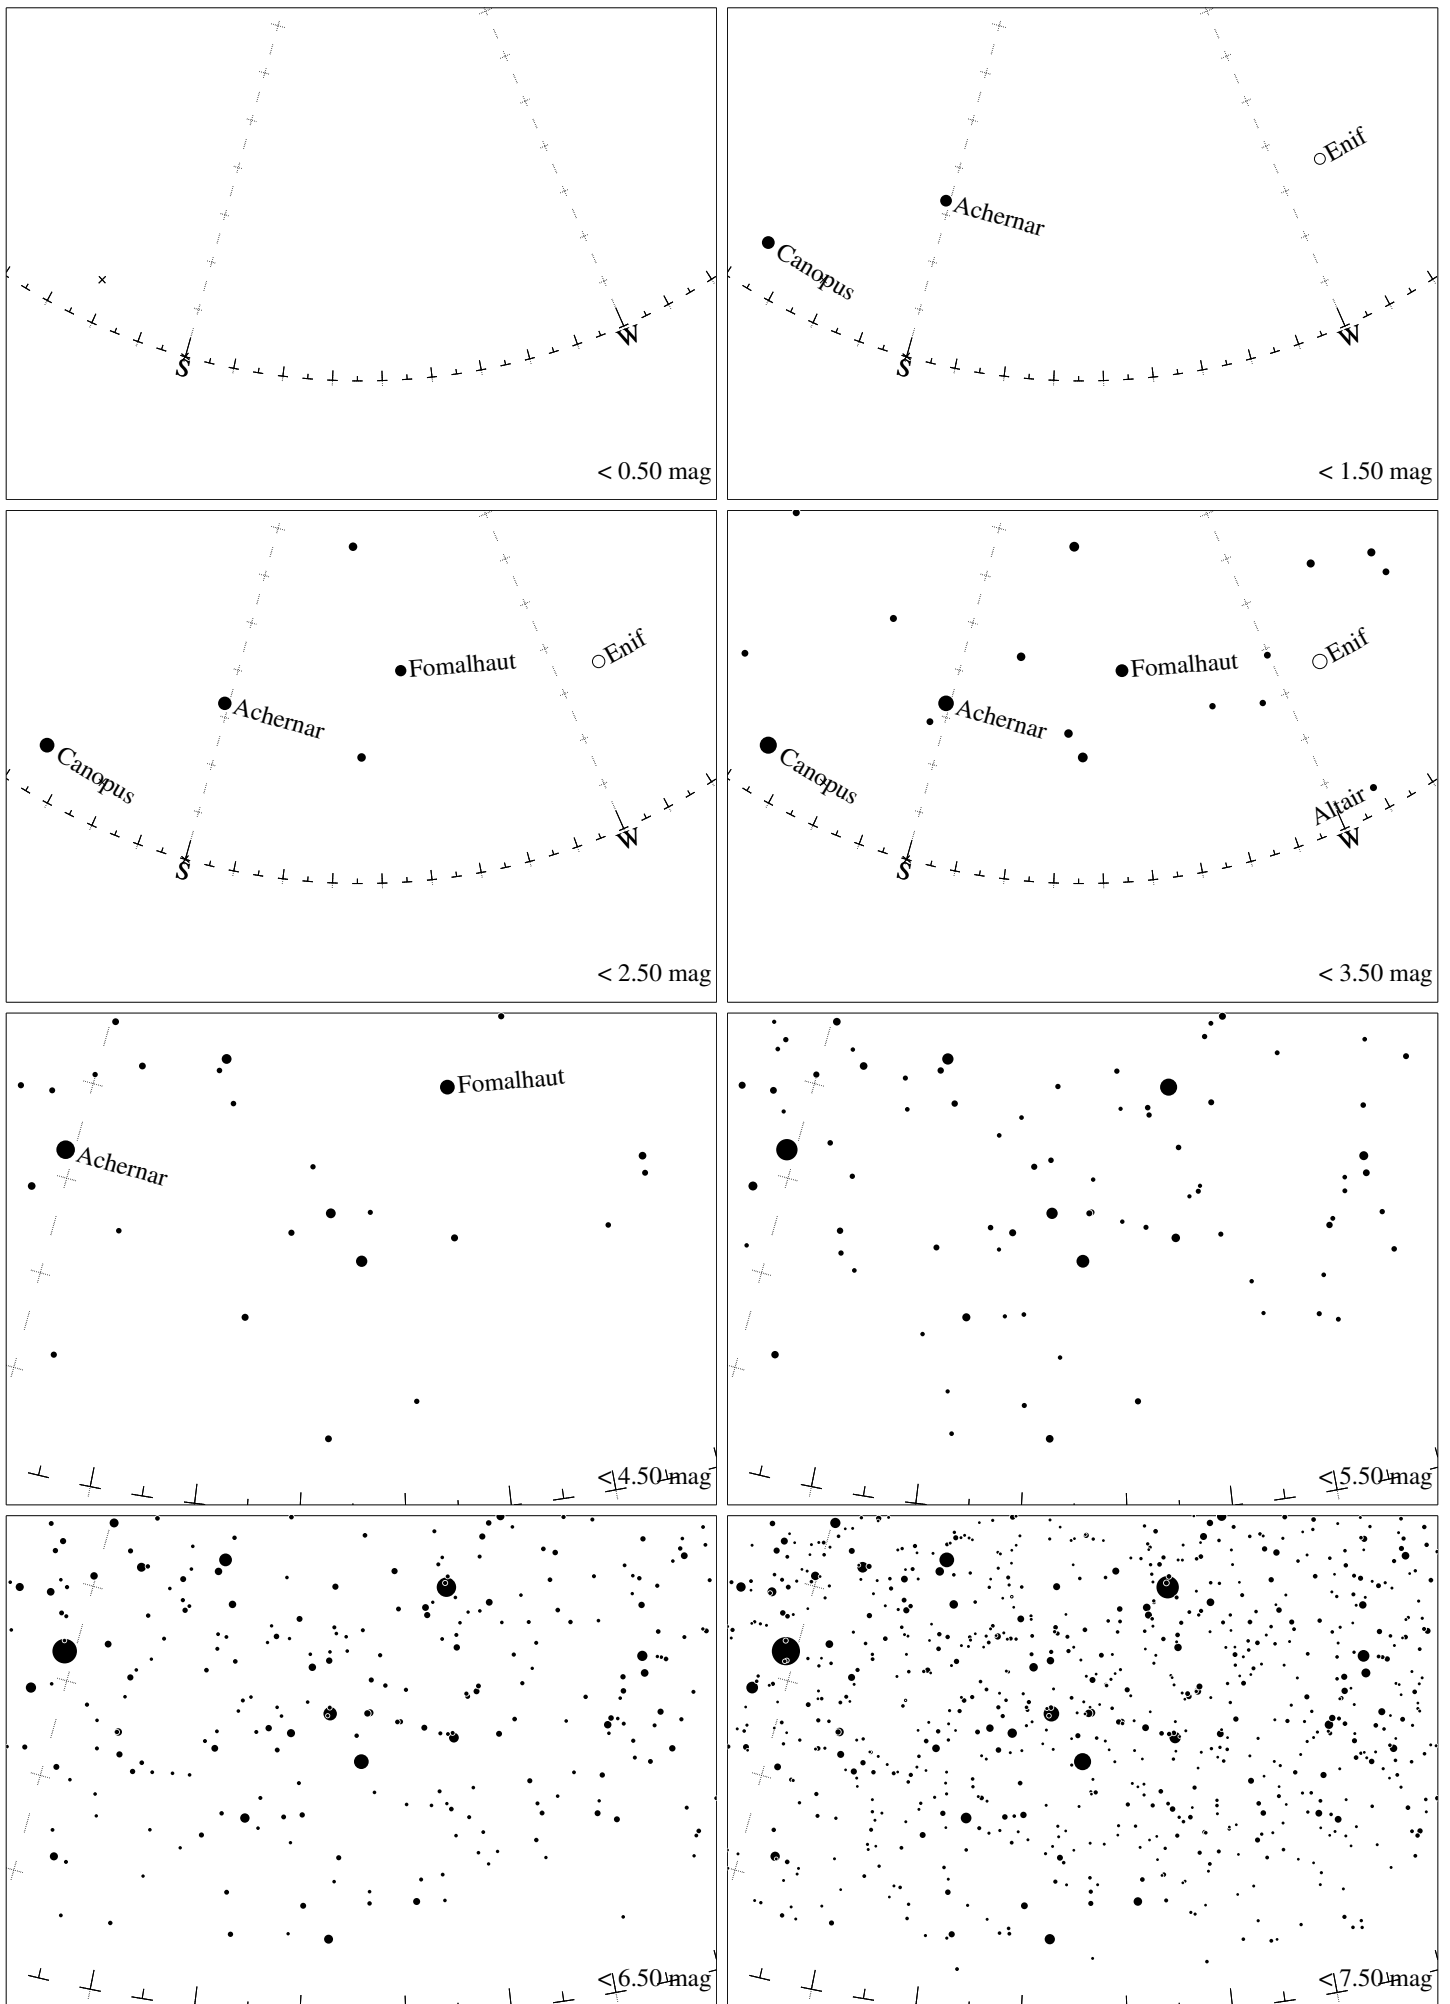 S
W
< 0.50 mag
Enif
Achernar
Canopus
S
W
< 1.50 mag
Fomalhaut
Enif
Achernar
Canopus
S
W
< 2.50 mag
Fomalhaut
Enif
Achernar
Canopus
Altair
S
W
< 3.50 mag
Fomalhaut
Achernar
< 4.50 mag
< 5.50 mag
< 6.50 mag
< 7.50 mag